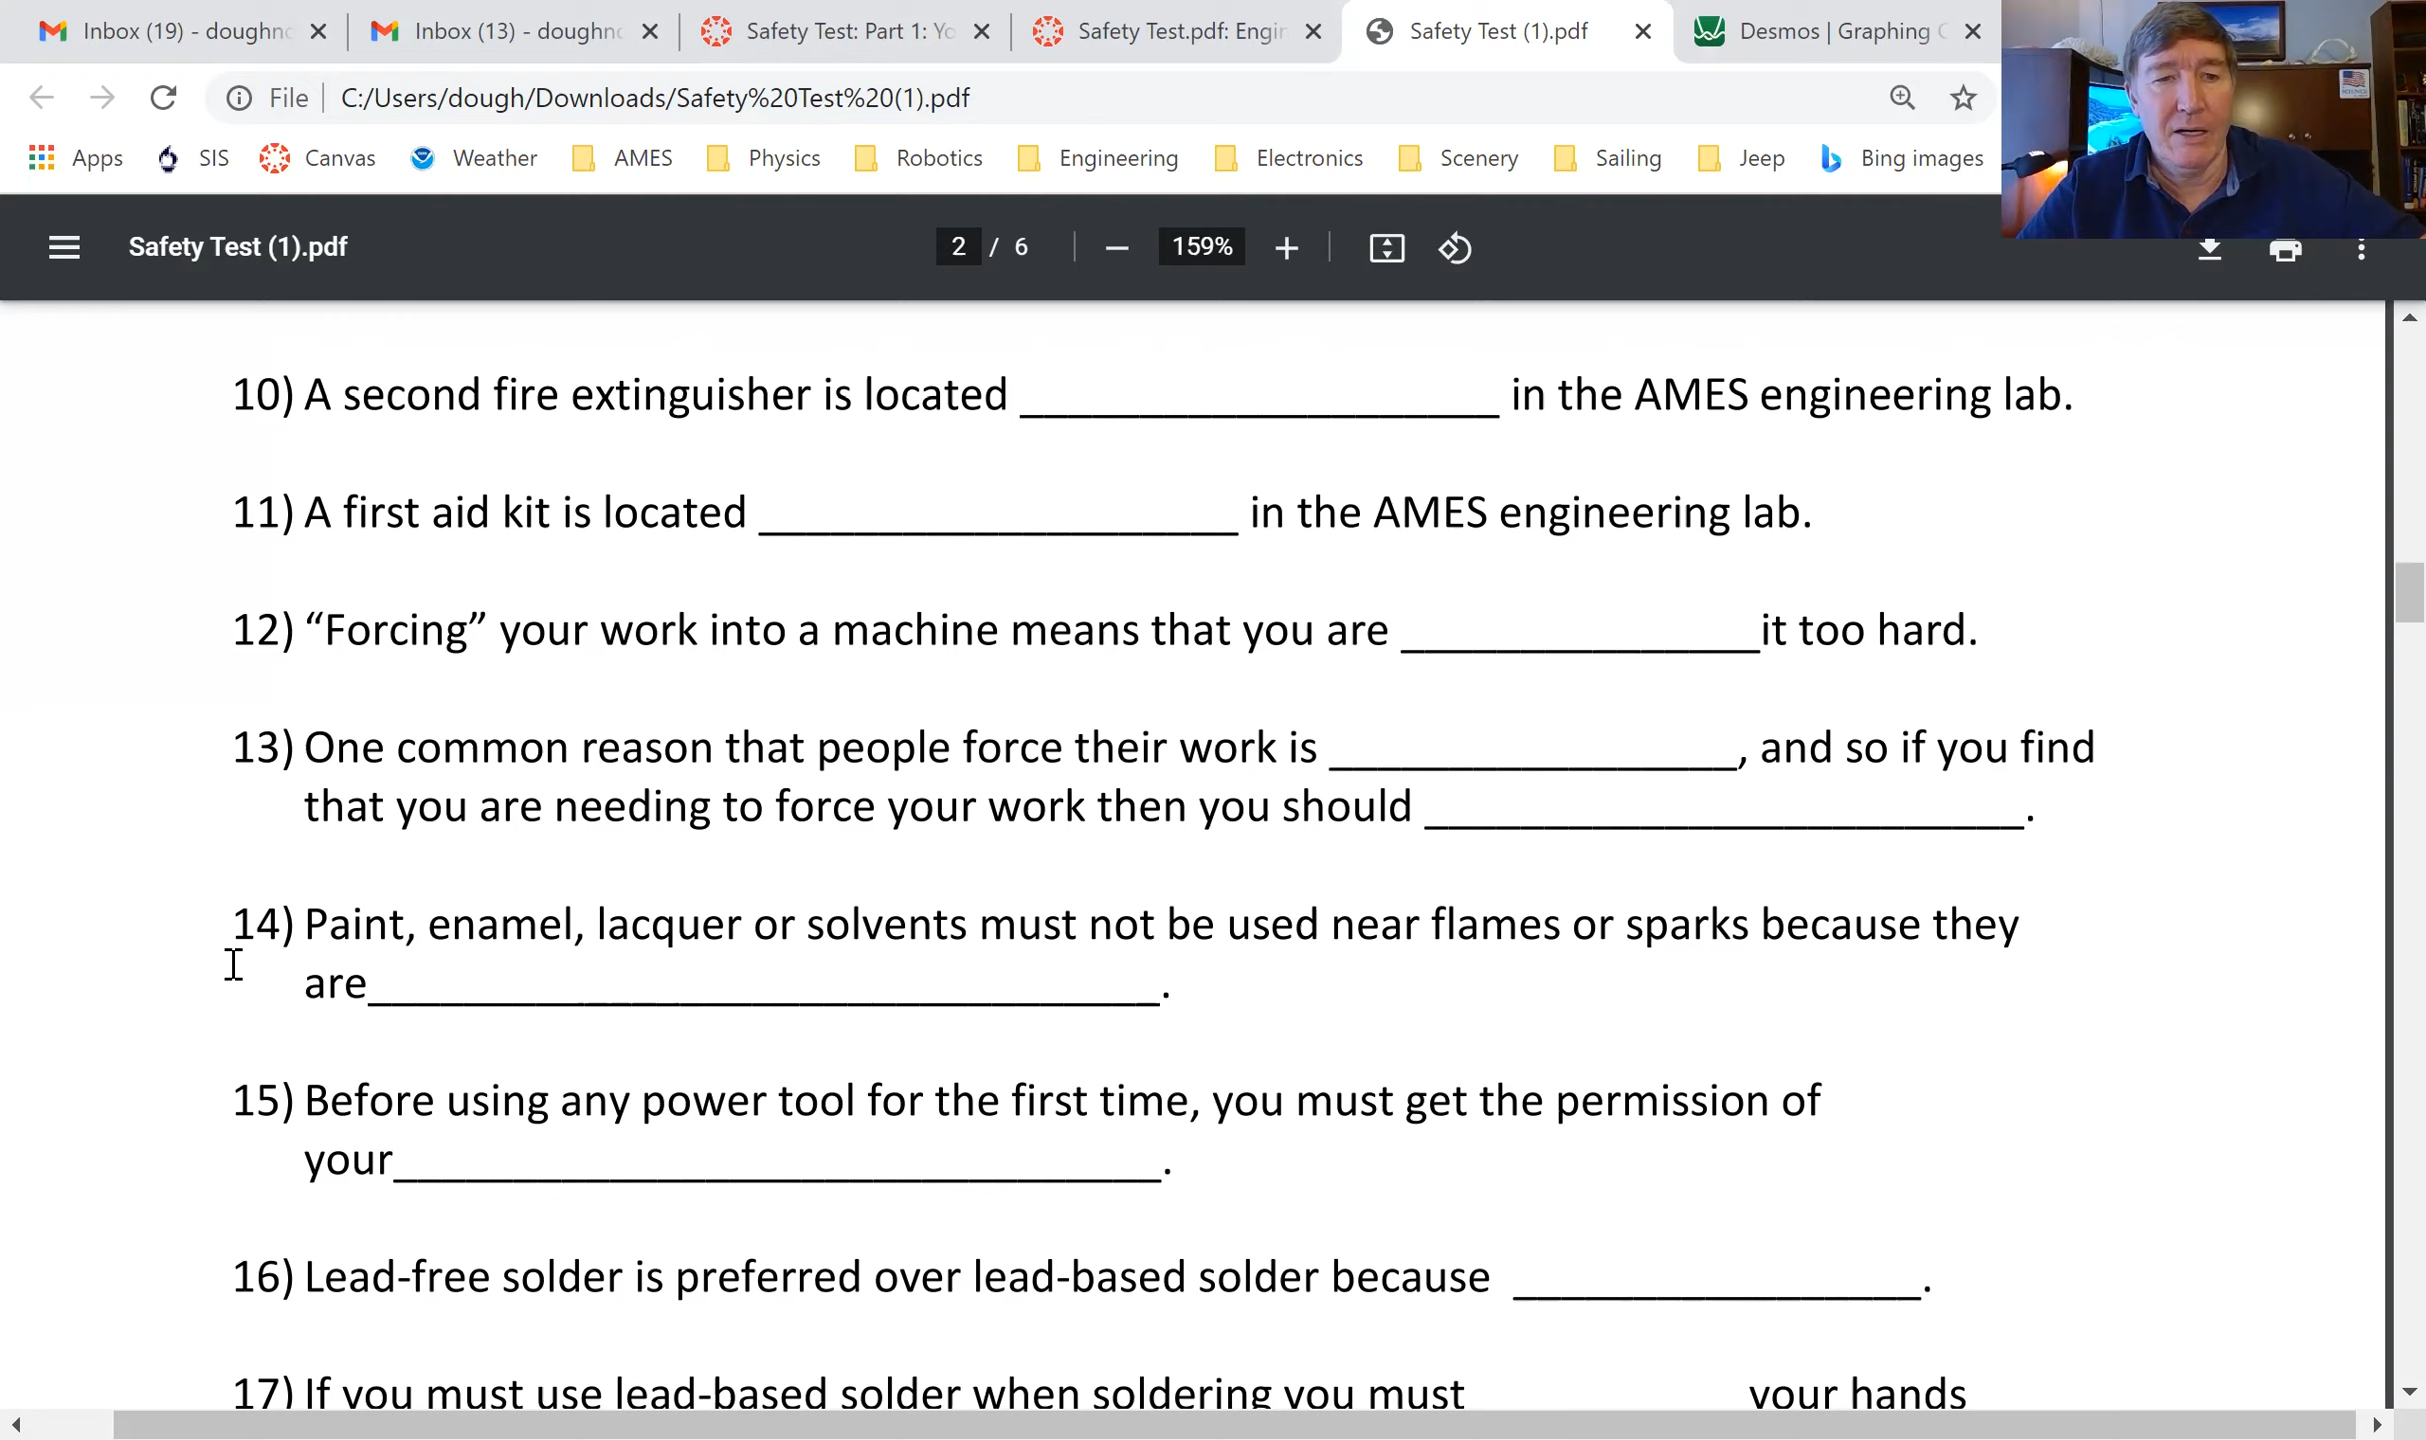 Inbox (19) - doughn
Inbox (13) - doughn
Safety Test: Part 1: Yo
Safety Test.pdf: Engin
Safety Test (1).pdf
Desmos | Graphing C
File
C:/Users/dough/Downloads/Safety%20Test%20(1).pdf
Apps SIS Canvas Weather AMES Physics Robotics Engineering Electronics Scenery Sailing Jeep Bing images
Safety Test (1).pdf
2 / 6
159%
10) A second fire extinguisher is located ____________________ in the AMES engineering lab.
11) A first aid kit is located ____________________ in the AMES engineering lab.
12) “Forcing” your work into a machine means that you are _______________it too hard.
13) One common reason that people force their work is _________________, and so if you find
that you are needing to force your work then you should _________________________.
14) Paint, enamel, lacquer or solvents must not be used near flames or sparks because they
are_________________________________.
15) Before using any power tool for the first time, you must get the permission of
your________________________________.
16) Lead-free solder is preferred over lead-based solder because _________________.
17) If you must use lead-based solder when soldering you must your hands